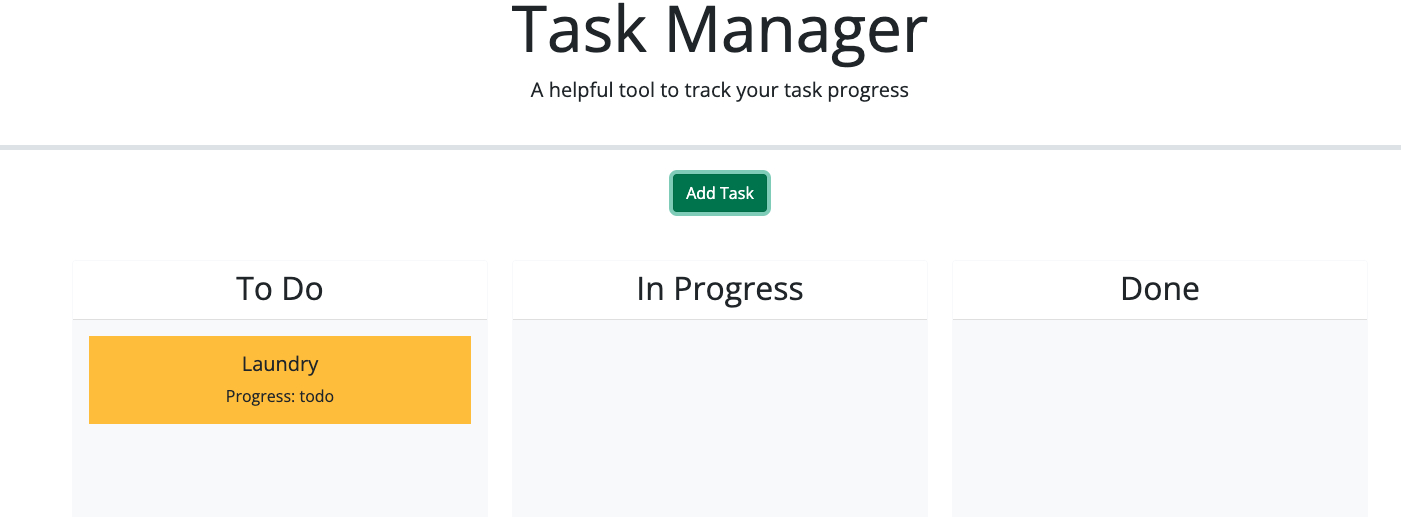 Task Manager
A helpful tool to track your task progress
Add Task
To Do
In Progress
Done
Laundry
Progress: todo